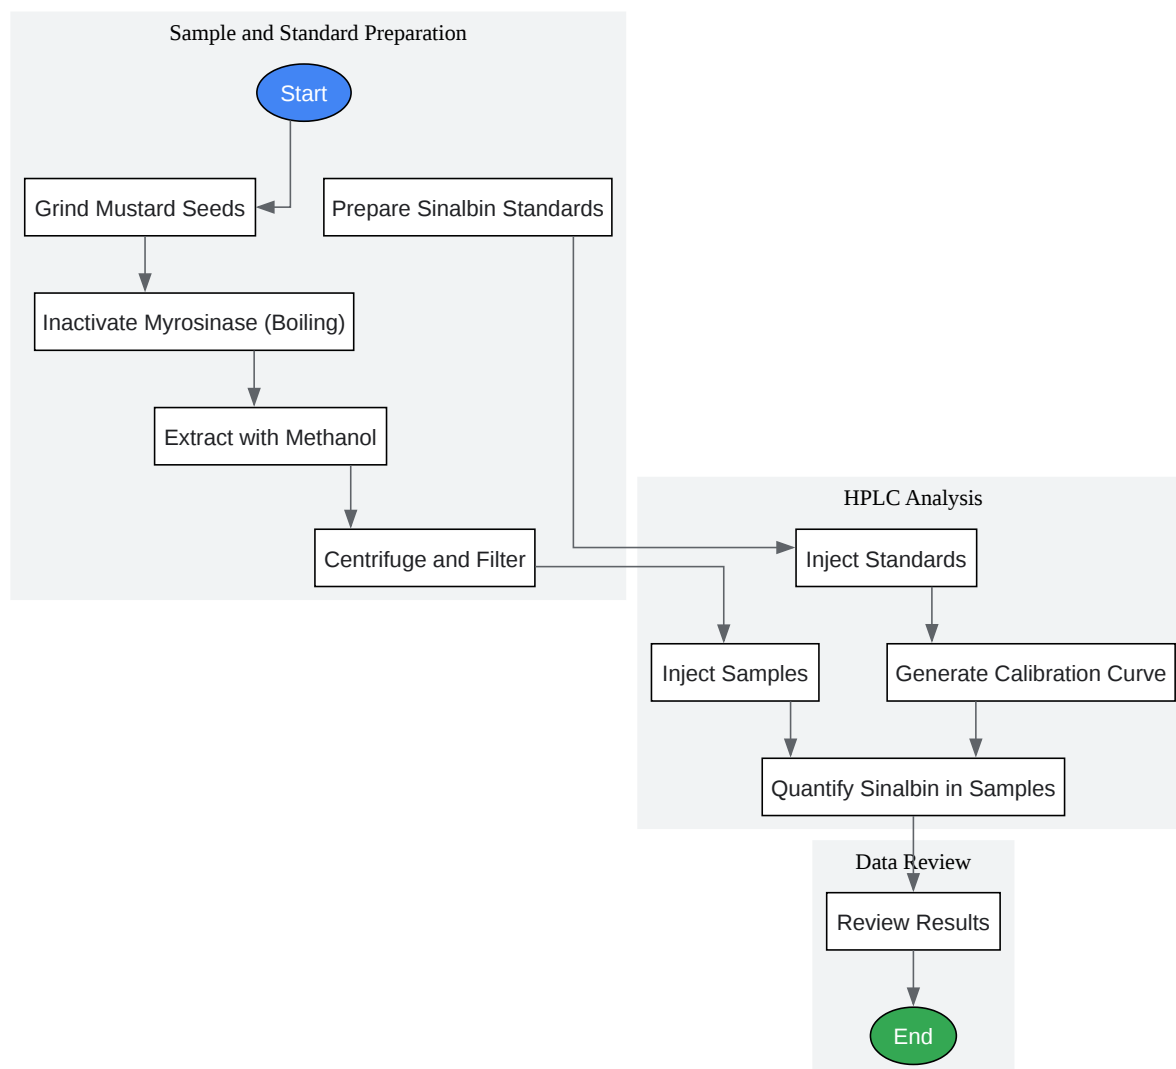 Sample and Standard Preparation
Start
Grind Mustard Seeds
Prepare Sinalbin Standards
Inactivate Myrosinase (Boiling)
Extract with Methanol
Centrifuge and Filter
HPLC Analysis
Inject Standards
Inject Samples
Generate Calibration Curve
Quantify Sinalbin in Samples
Data Review
Review Results
End